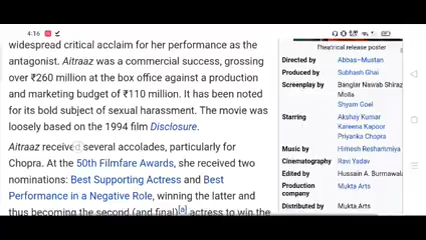 4:16
Theatrical release poster
widespread critical acclaim for her performance as the
antagonist. Aitraaz was a commercial success, grossing
over ₹260 million at the box office against a production
and marketing budget of ₹110 million. It has been noted
for its bold subject of sexual harassment. The movie was
loosely based on the 1994 film Disclosure.
Aitraaz received several accolades, particularly for
Chopra. At the 50th Filmfare Awards, she received two
nominations: Best Supporting Actress and Best
Performance in a Negative Role, winning the latter and
thus becoming the second (and final)[a] actress to win the
Directed by Abbas–Mustan
Produced by Subhash Ghai
Screenplay by Banglar Nawab Shiraz
Molla
Shyam Goel
Starring Akshay Kumar
Kareena Kapoor
Priyanka Chopra
Music by Himesh Reshammiya
Cinematography Ravi Yadav
Edited by Hussain A. Burmawala
Production
company Mukta Arts
Distributed by Mukta Arts